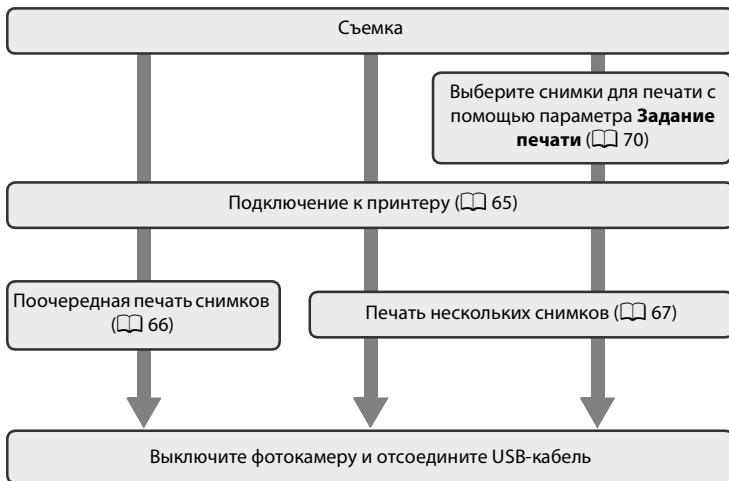 Съемка
Выберите снимки для печати с
помощью параметра Задание
печати (70)
Подключение к принтеру (65)
Поочередная печать снимков
(66)
Печать нескольких снимков (67)
Выключите фотокамеру и отсоедините USB-кабель